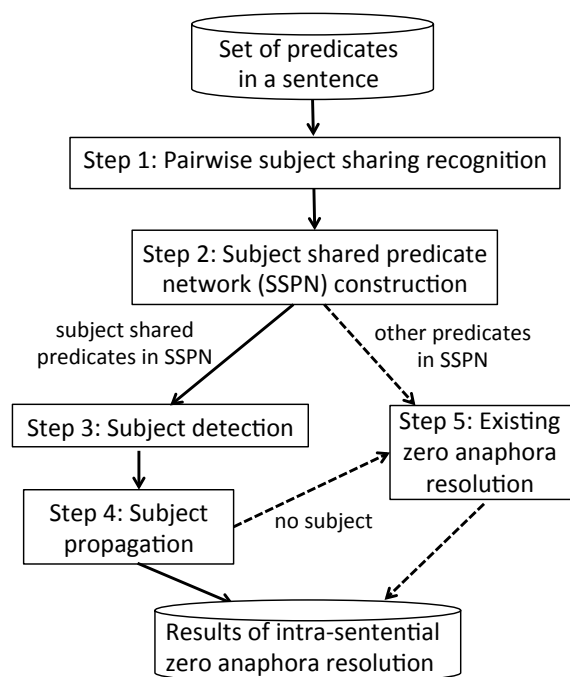 Set of predicates
in a sentence
Step 1: Pairwise subject sharing recognition
Step 2: Subject shared predicate
network (SSPN) construction
subject shared
predicates in SSPN
other predicates
in SSPN
Step 3: Subject detection
Step 5: Existing
zero anaphora
resolution
Step 4: Subject
propagation
no subject
Results of intra-sentential
zero anaphora resolution